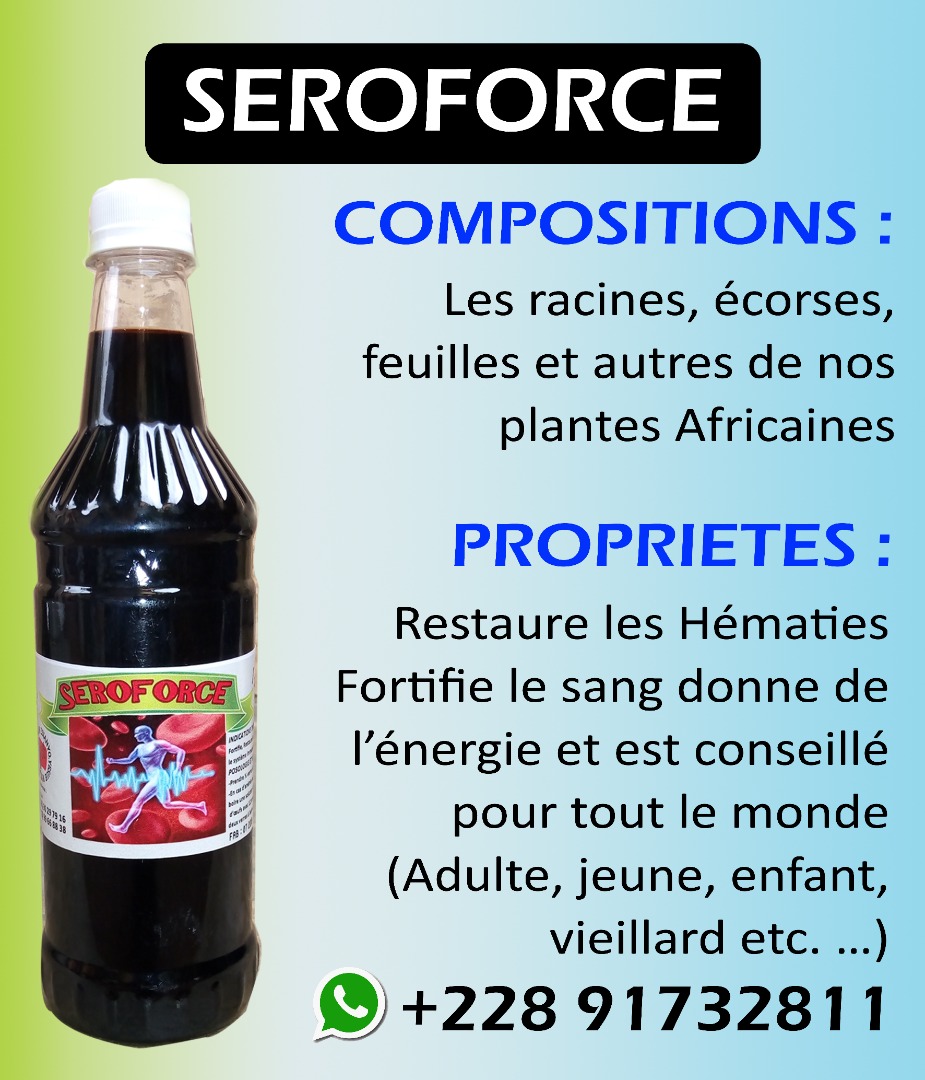 SEROFORCE
COMPOSITIONS :
Les racines, écorses,
feuilles et autres de nos
plantes Africaines
PROPRIETES :
Restaure les Hématies
Fortifie le sang donne de
l’énergie et est conseillé
pour tout le monde
(Adulte, jeune, enfant,
vieillard etc. ...)
+228 91732811
SEROFORCE